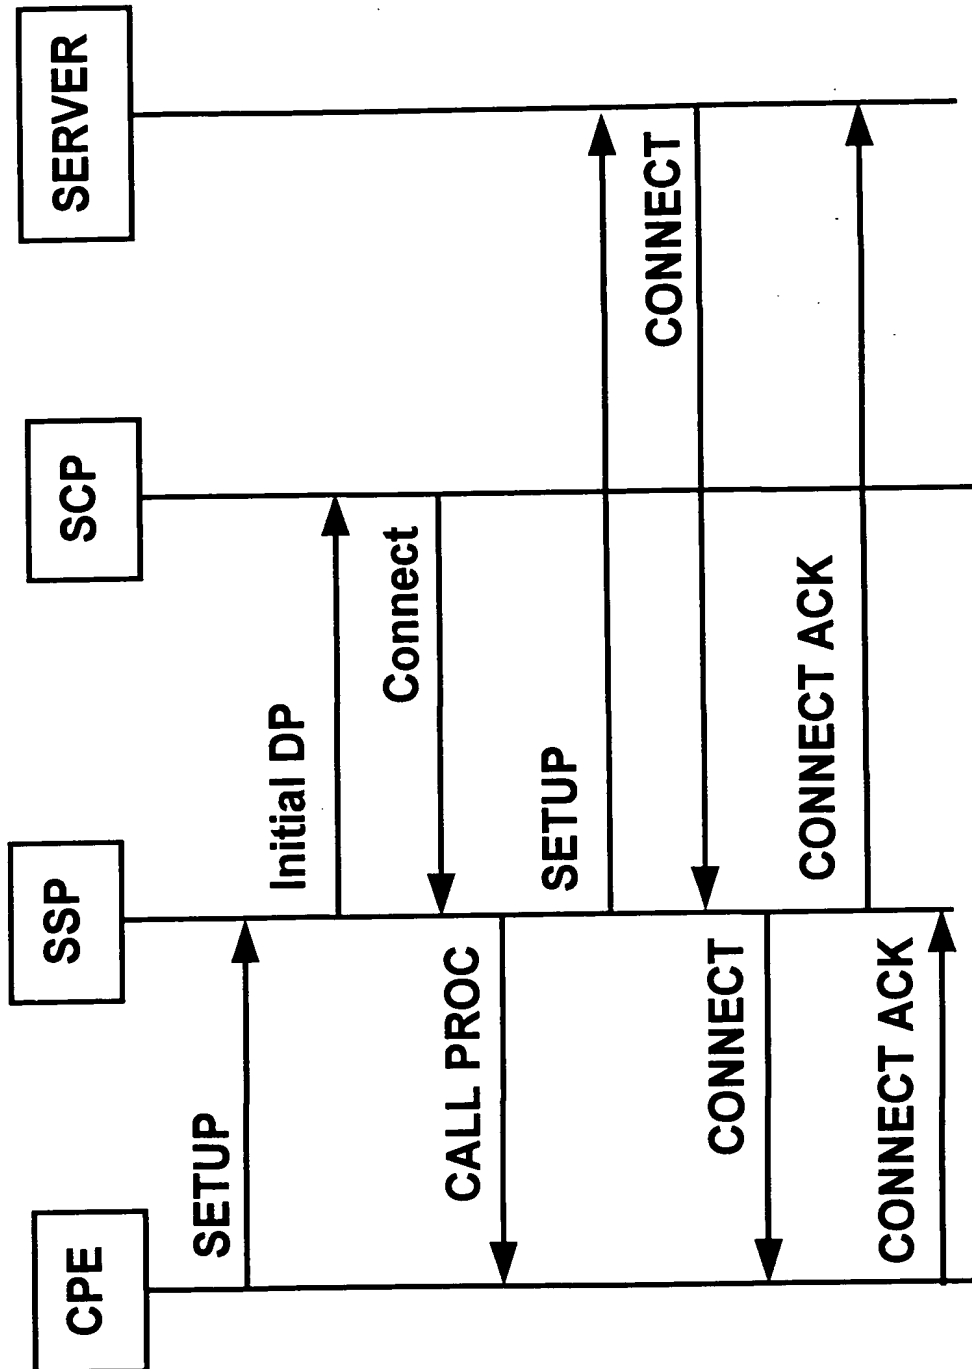 CPE
SSP
SCP
SERVER
SETUP
Initial DP
Connect
CALL PROC
SETUP
CONNECT
CONNECT
CONNECT ACK
CONNECT ACK